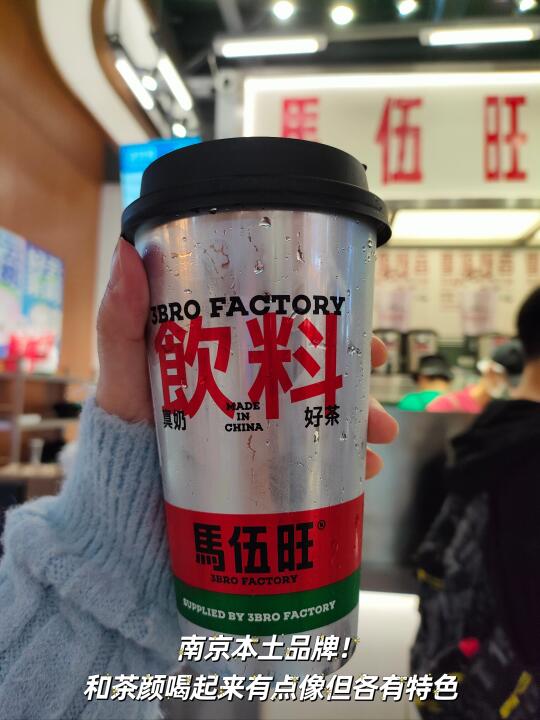 馬伍旺
3BRO FACTORY
飲料
真奶
MADE
IN
CHINA
好茶
馬伍旺®
3BRO FACTORY
SUPPLIED BY 3BRO FACTORY
南京本土品牌！
和茶颜喝起来有点像但各有特色